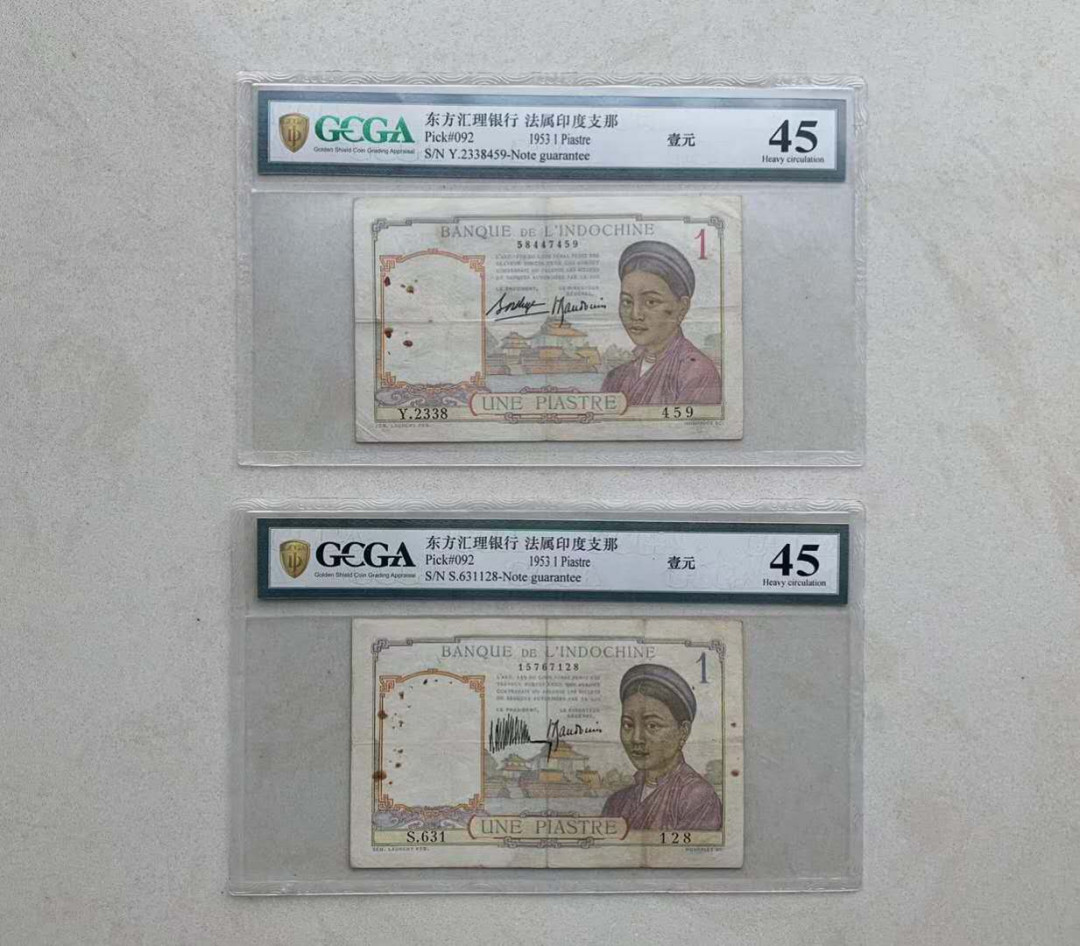 GCGA
Golden Shield Coin Grading Appraisal
东方汇理银行 法属印度支那
Pick#092 1953 1 Piastre 壹元
S/N Y.2338459-Note guarantee
45
Heavy circulation
BANQUE DE L'INDOCHINE
58447459
1
LE PRESIDENT,
Y.2338
UNE PIASTRE
459
GCGA
Golden Shield Coin Grading Appraisal
东方汇理银行 法属印度支那
Pick#092 1953 1 Piastre 壹元
S/N S.631128-Note guarantee
45
Heavy circulation
BANQUE DE L'INDOCHINE
15767128
1
LE PRESIDENT,
S.631
UNE PIASTRE
128